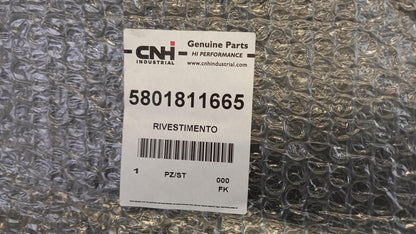 CNH
INDUSTRIAL
Genuine Parts
HI PERFORMANCE
www.cnhindustrial.com
5801811665
RIVESTIMENTO
1 PZ/ST 000
FK